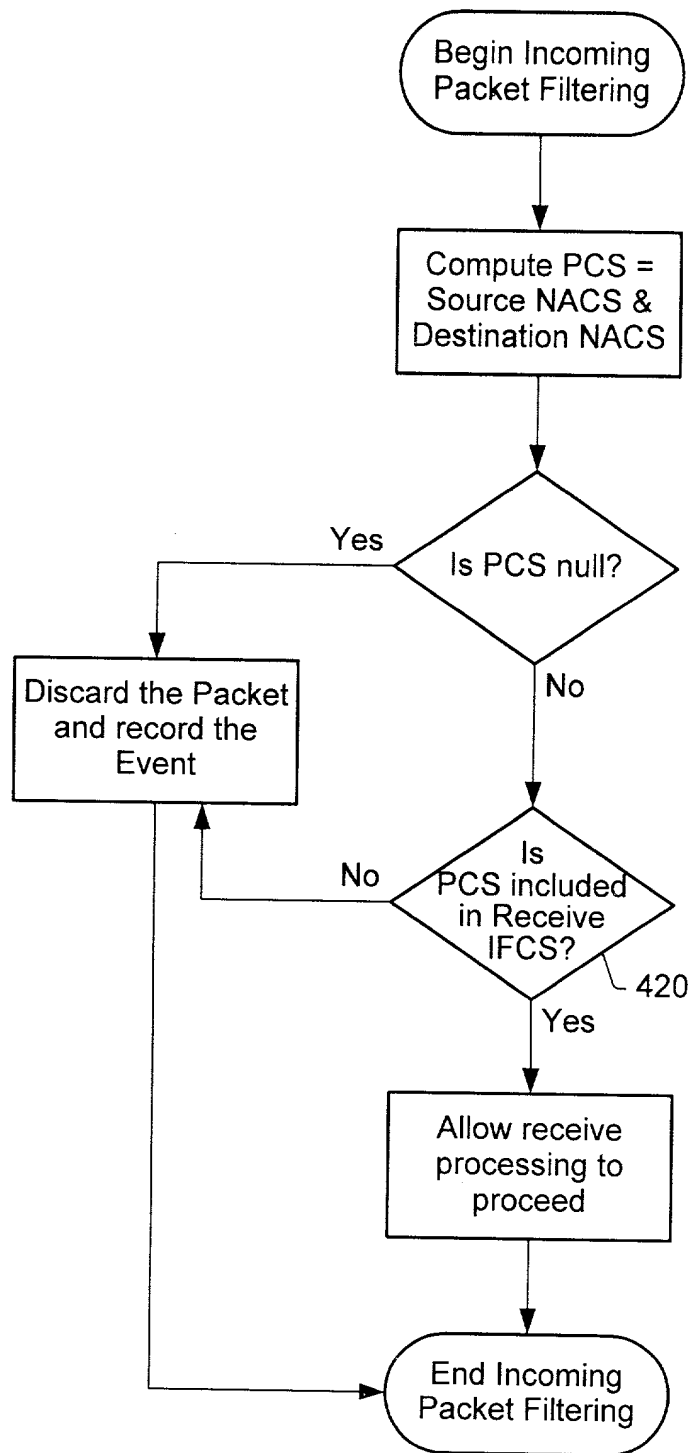 Begin Incoming
Packet Filtering
Compute PCS =
Source NACS &
Destination NACS
Yes
Is PCS null?
No
Discard the Packet
and record the
Event
No
Is
PCS included
in Receive
IFCS?
420
Yes
Allow receive
processing to
proceed
End Incoming
Packet Filtering